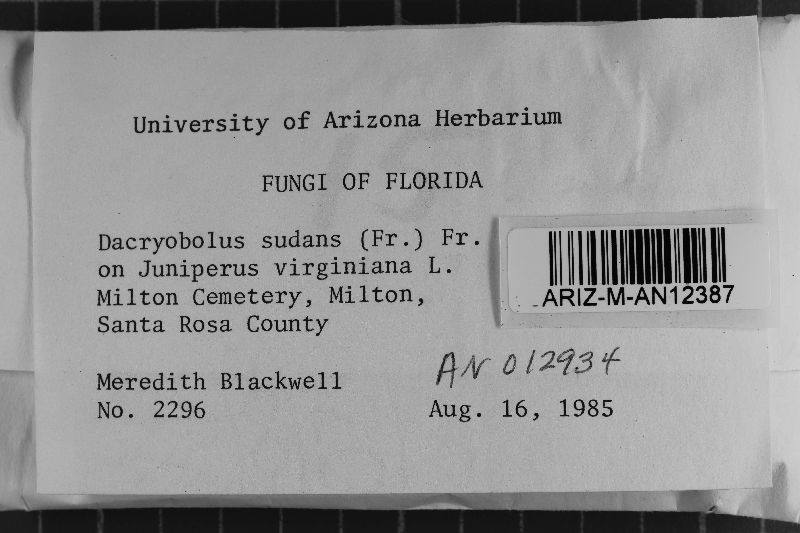 University of Arizona Herbarium
FUNGI OF FLORIDA
Dacryobolus sudans (Fr.) Fr.
on Juniperus virginiana L.
Milton Cemetery, Milton,
Santa Rosa County
ARIZ-M-AN12387
AN 012934
Meredith Blackwell
No. 2296
Aug. 16, 1985